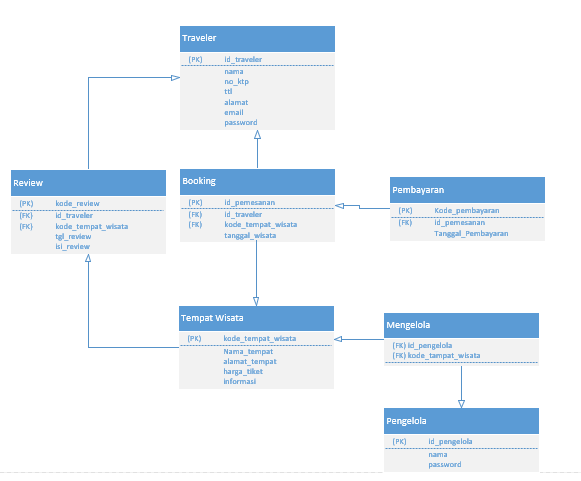 Traveler
(PK) id_traveler
nama
no_ktp
ttl
alamat
email
password
Review
(PK) kode_review
(FK) id_traveler
(FK) kode_tempat_wisata
tgl_review
isi_review
Booking
(PK) id_pemesanan
(FK) id_traveler
(FK) kode_tempat_wisata
tanggal_wisata
Pembayaran
(PK) Kode_pembayaran
(FK) id_pemesanan
Tanggal_Pembayaran
Tempat Wisata
(PK) kode_tempat_wisata
Nama_tempat
alamat_tempat
harga_tiket
informasi
Mengelola
(FK) id_pengelola
(FK) kode_tampat_wisata
Pengelola
(PK) id_pengelola
nama
password